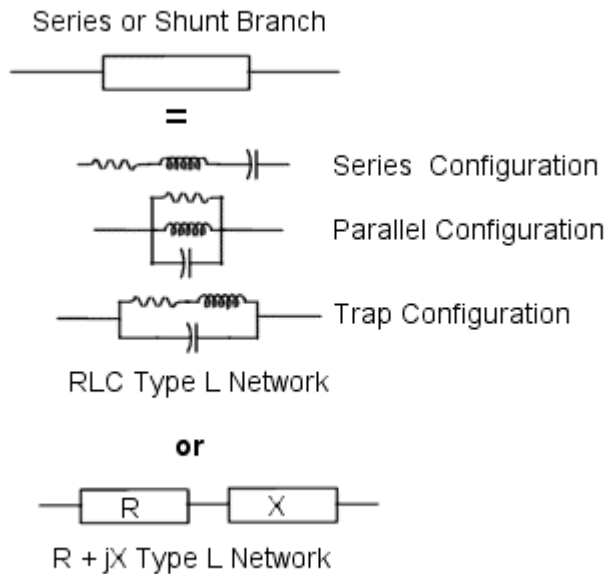 Series or Shunt Branch
=
Series Configuration
Parallel Configuration
Trap Configuration
RLC Type L Network
or
R X
R + jX Type L Network